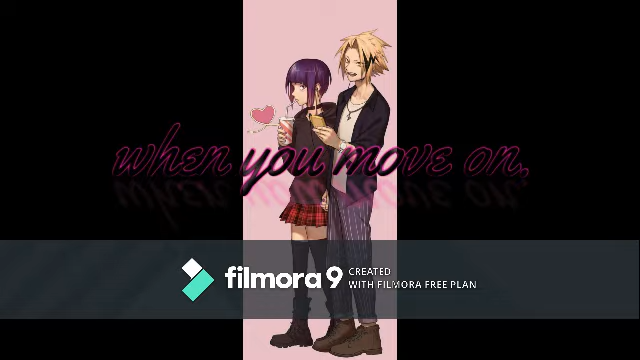 when you move on.
filmora 9
CREATED
WITH FILMORA FREE PLAN